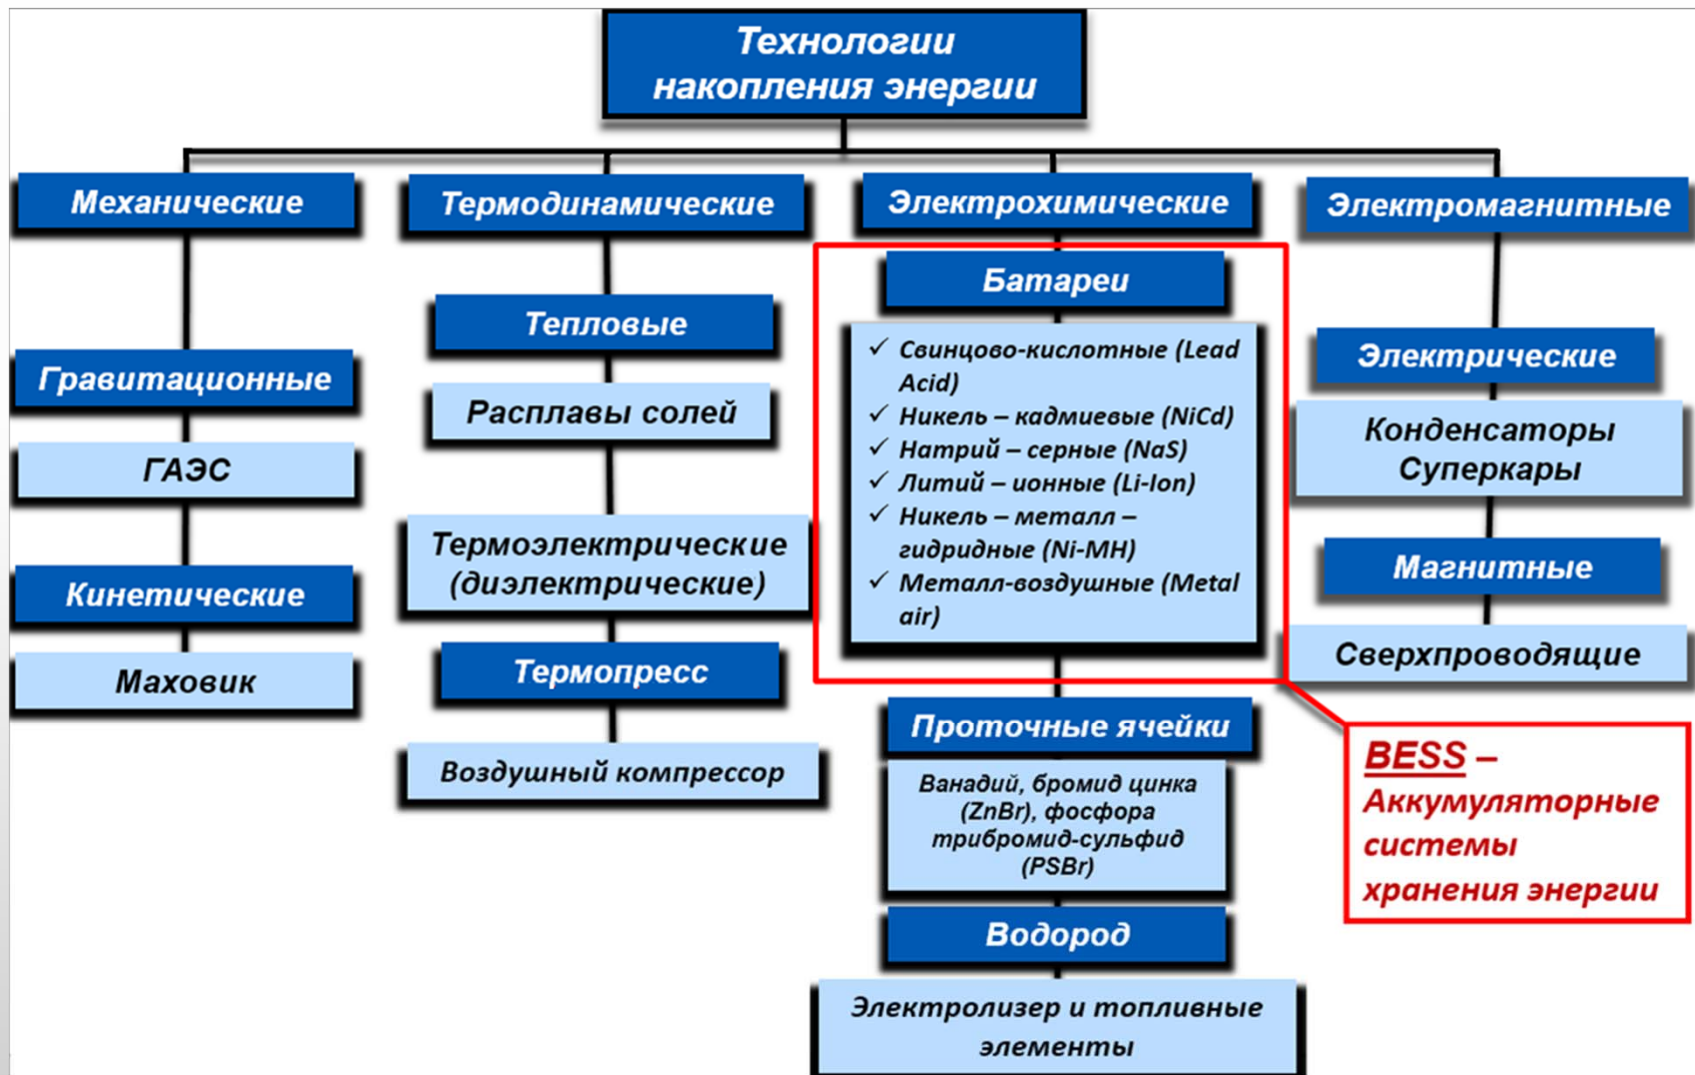 Технологии
накопления энергии
Механические
Термодинамические
Электрохимические
Электромагнитные
Гравитационные
ГАЭС
Кинетические
Маховик
Тепловые
Расплавы солей
Термоэлектрические
(диэлектрические)
Термопресс
Воздушный компрессор
Батареи
✓ Свинцово-кислотные (Lead
Acid)
✓ Никель – кадмиевые (NiCd)
✓ Натрий – серные (NaS)
✓ Литий – ионные (Li-Ion)
✓ Никель – металл –
гидридные (Ni-MH)
✓ Металл-воздушные (Metal
air)
Проточные ячейки
Ванадий, бромид цинка
(ZnBr), фосфора
трибромид-сульфид
(PSBr)
Водород
Электролизер и топливные
элементы
Электрические
Конденсаторы
Суперкары
Магнитные
Сверхпроводящие
BESS –
Аккумуляторные
системы
хранения энергии